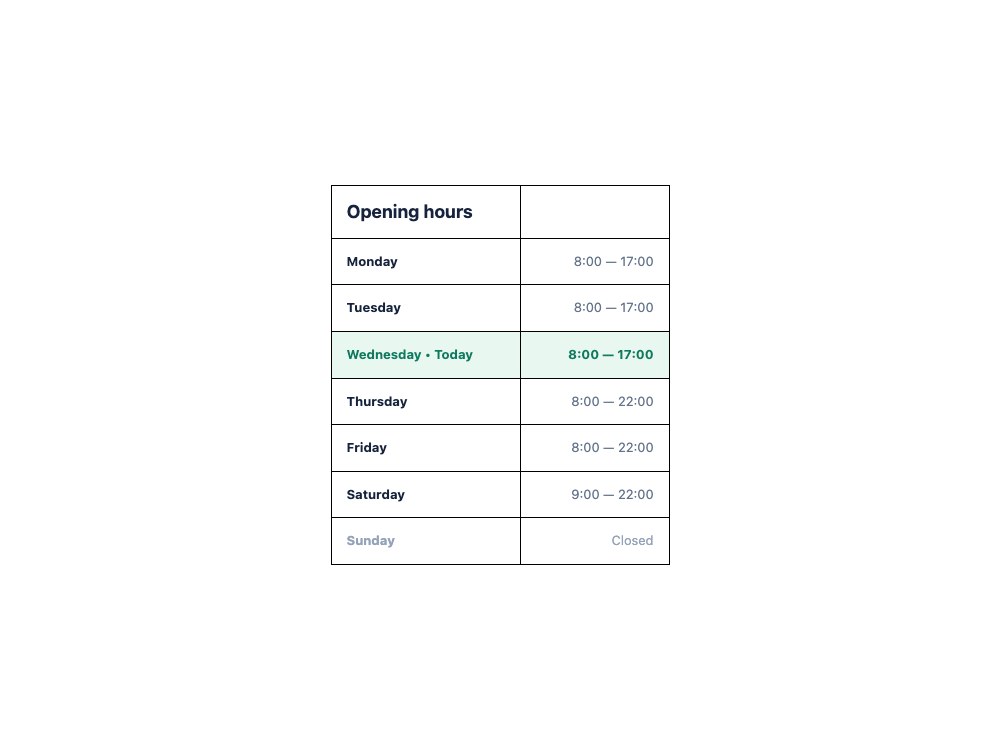 Opening hours
Monday 8:00 — 17:00
Tuesday 8:00 — 17:00
Wednesday • Today 8:00 — 17:00
Thursday 8:00 — 22:00
Friday 8:00 — 22:00
Saturday 9:00 — 22:00
Sunday Closed